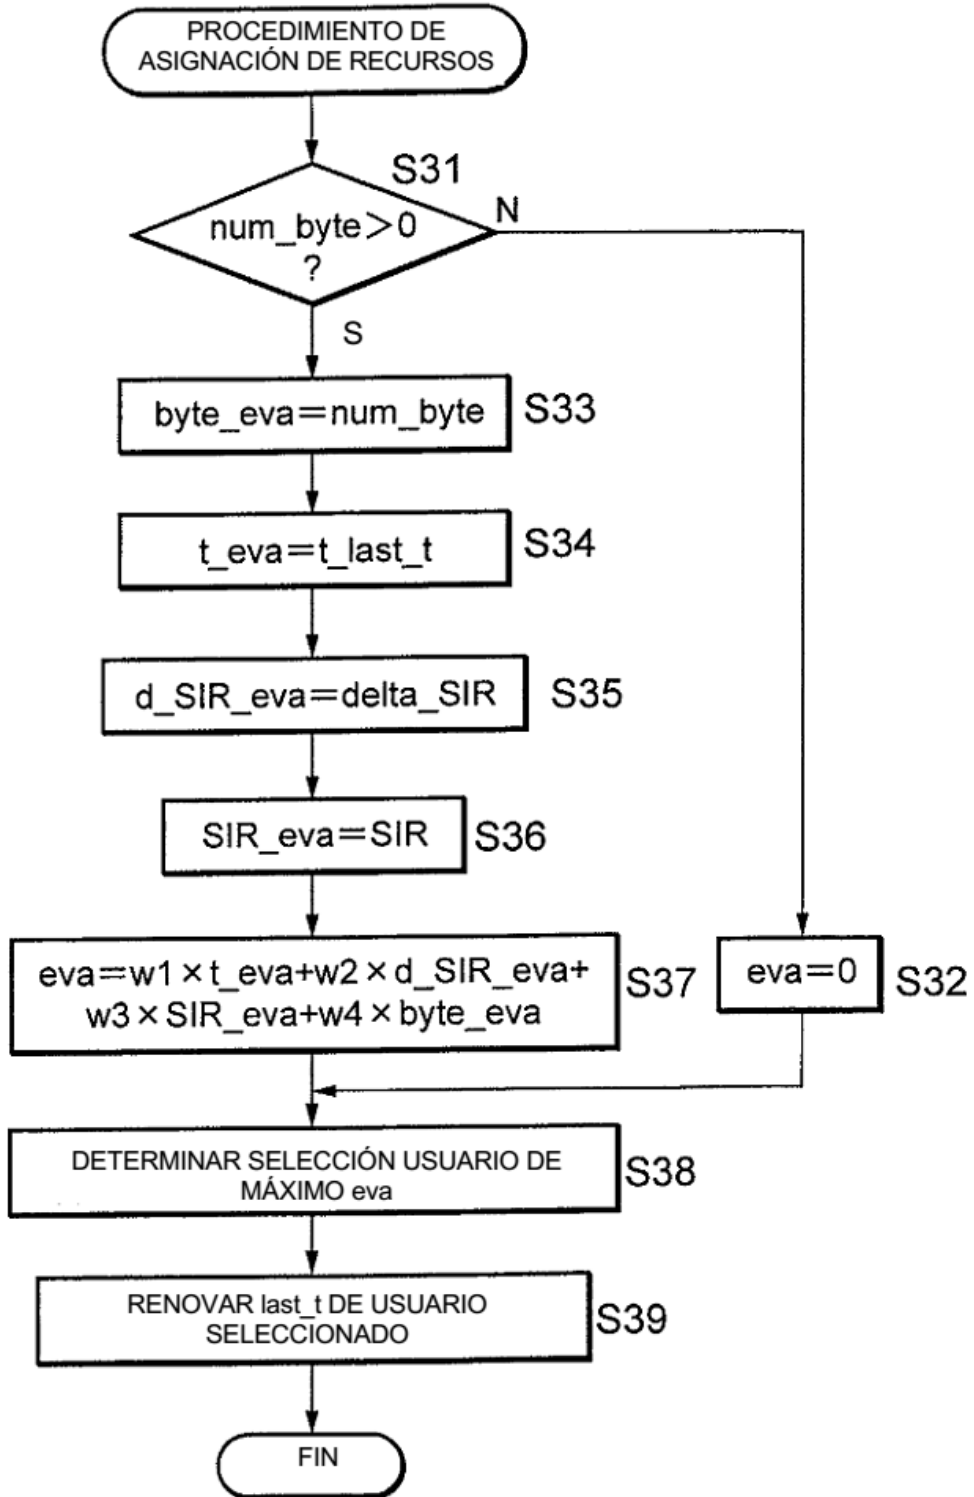 PROCEDIMIENTO DE
ASIGNACIÓN DE RECURSOS
S31
num_byte>0
?
N
S
byte_eva=num_byte
S33
t_eva=t_last_t
S34
d_SIR_eva=delta_SIR
S35
SIR_eva=SIR
S36
eva=w1×t_eva+w2×d_SIR_eva+
w3×SIR_eva+w4×byte_eva
S37
eva=0
S32
DETERMINAR SELECCIÓN USUARIO DE
MÁXIMO eva
S38
RENOVAR last_t DE USUARIO
SELECCIONADO
S39
FIN